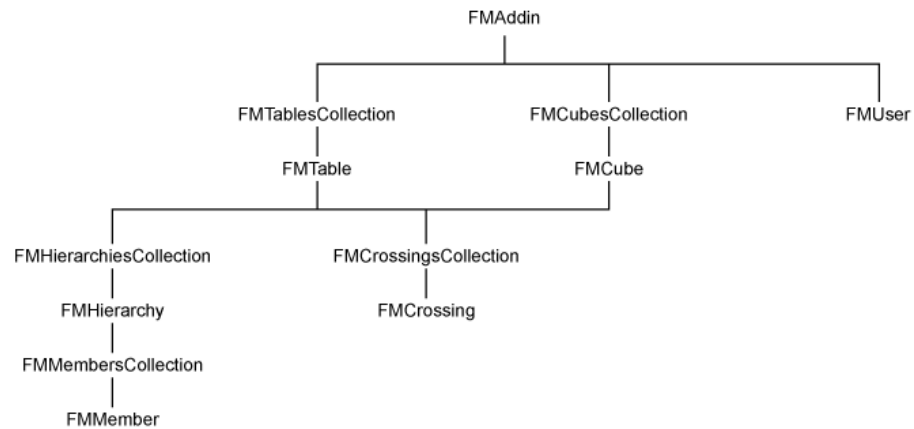 FMAddin
FMTablesCollection
FMCubesCollection
FMUser
FMTable
FMCube
FMHierarchiesCollection
FMCrossingsCollection
FMHierarchy
FMCrossing
FMMembersCollection
FMMember